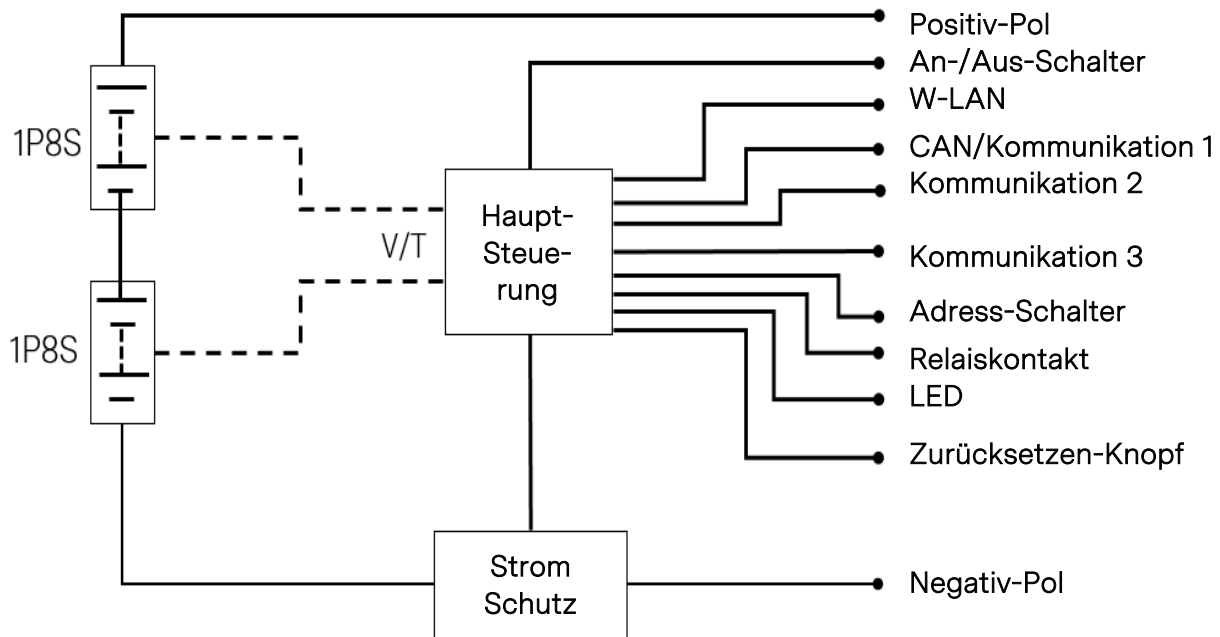 Positiv-Pol
An-/Aus-Schalter
W-LAN
1P8S
CAN/Kommunikation 1
Kommunikation 2
Haupt-
Steue-
rung
V/T
Kommunikation 3
Adress-Schalter
1P8S
Relaiskontakt
LED
Zurücksetzen-Knopf
Strom
Schutz
Negativ-Pol